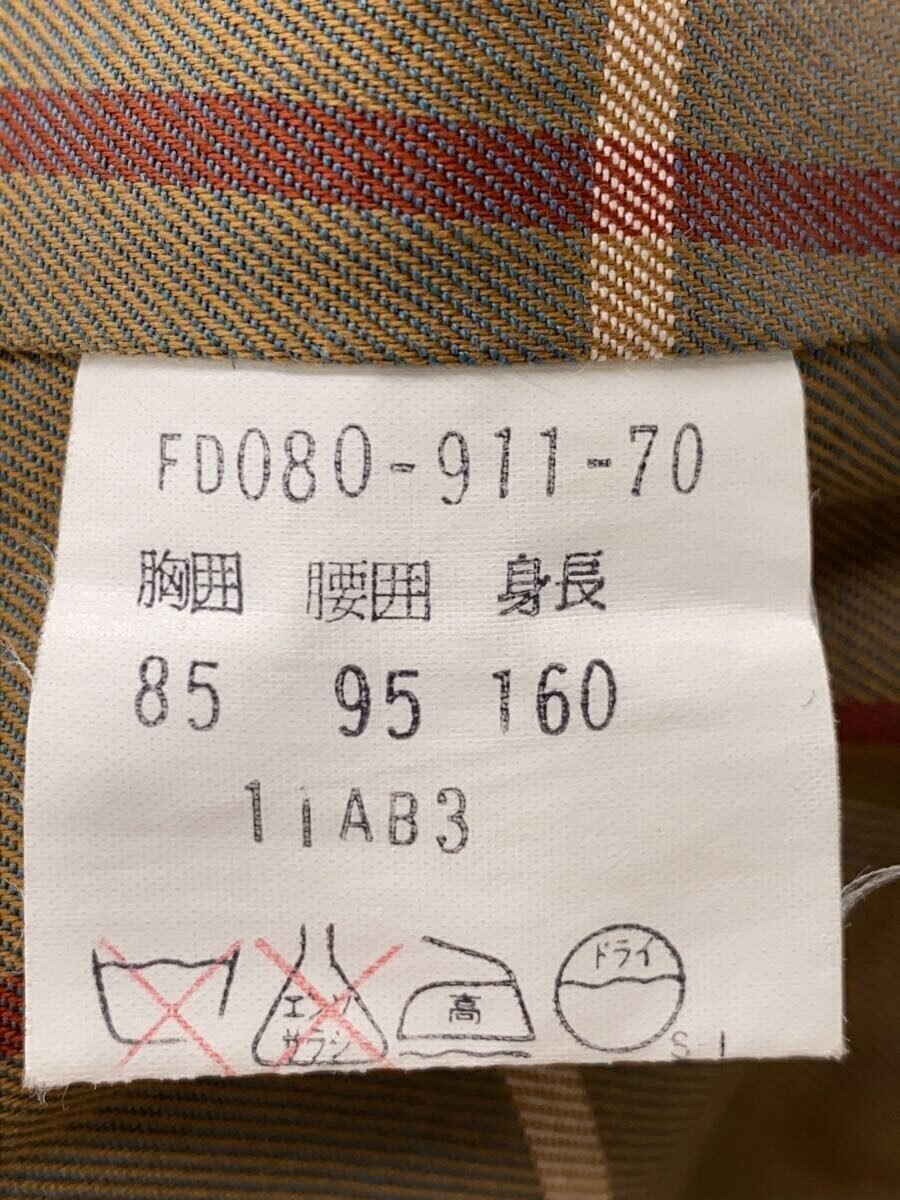 FD080-911-70
胸囲 腰囲 身長
85 95 160
11AB3
エンソ サラシ 高 ドライ
S-1